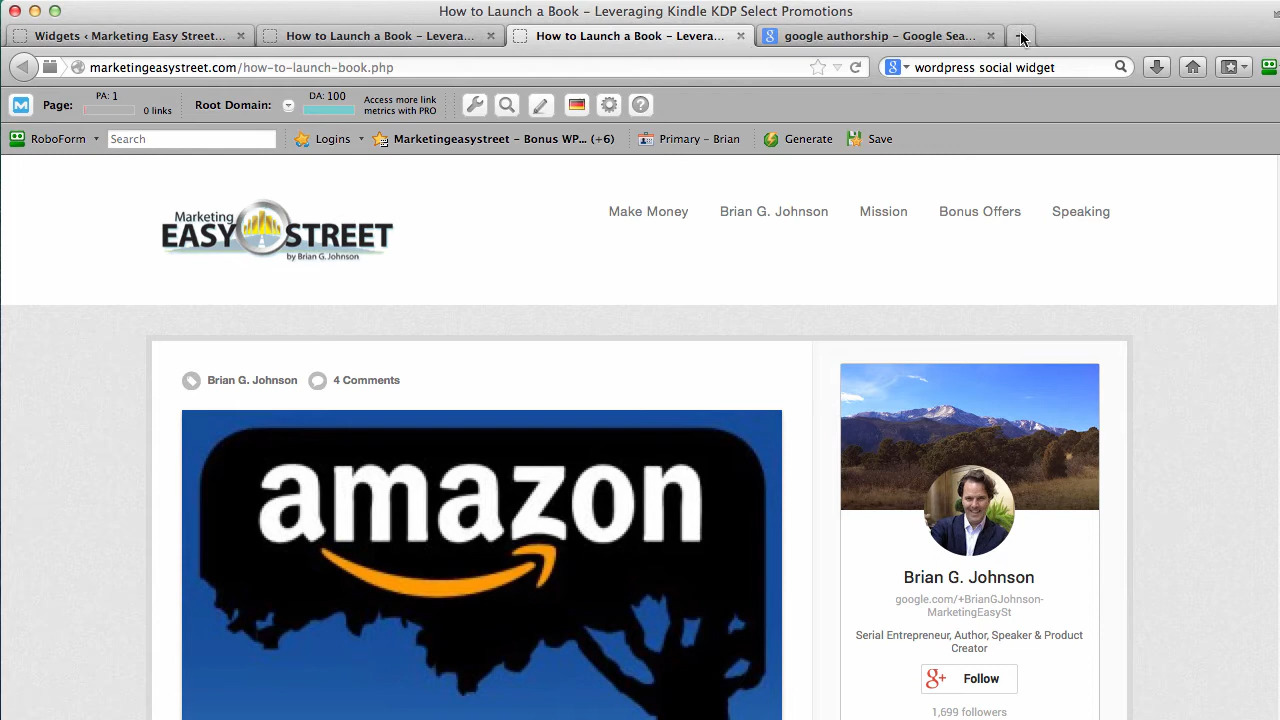 How to Launch a Book – Leveraging Kindle KDP Select Promotions
Widgets ‹ Marketing Easy Street...
How to Launch a Book – Levera...
How to Launch a Book – Levera...
google authorship – Google Sea...
marketingeasystreet.com/how-to-launch-book.php
wordpress social widget
Page:
PA: 1
0 links
Root Domain:
DA: 100
Access more link
metrics with PRO
RoboForm
Search
Logins
Marketingeasystreet – Bonus WP... (+6)
Primary – Brian
Generate
Save
Marketing
EASY STREET
by Brian G. Johnson
Make Money
Brian G. Johnson
Mission
Bonus Offers
Speaking
Brian G. Johnson
4 Comments
amazon
Brian G. Johnson
google.com/+BrianGJohnson-
MarketingEasySt
Serial Entrepreneur, Author, Speaker & Product
Creator
g+ Follow
1,699 followers